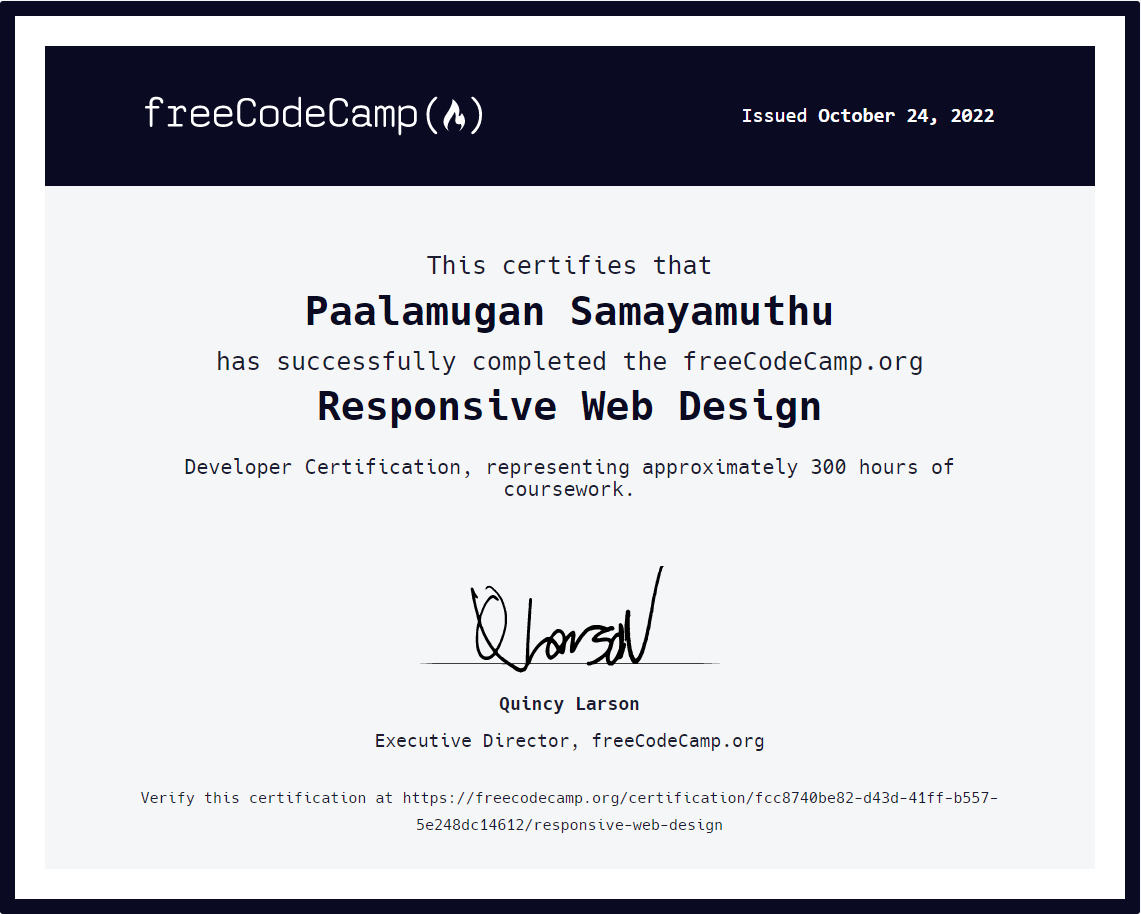 freeCodeCamp
Issued October 24, 2022
This certifies that
Paalamugan Samayamuthu
has successfully completed the freeCodeCamp.org
Responsive Web Design
Developer Certification, representing approximately 300 hours of
coursework.
Q Larson
Quincy Larson
Executive Director, freeCodeCamp.org
Verify this certification at https://freecodecamp.org/certification/fcc8740be82-d43d-41ff-b557-
5e248dc14612/responsive-web-design